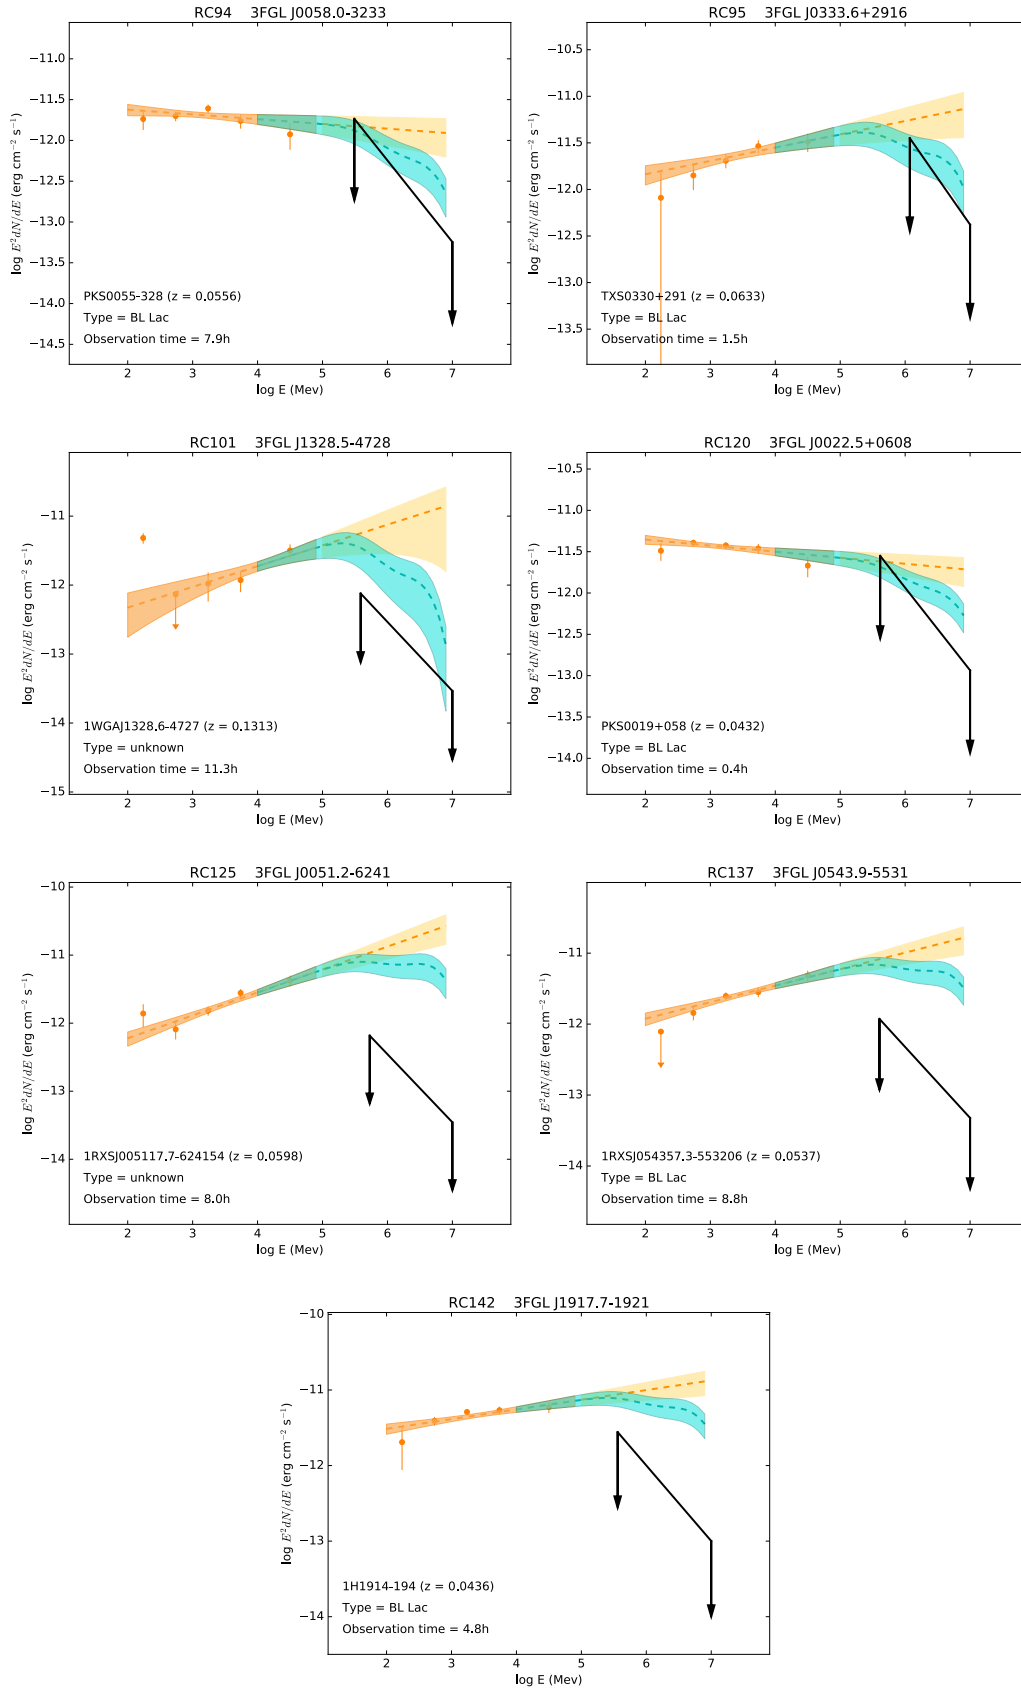 RC94 3FGL J0058.0-3233
log E²dN/dE (erg cm⁻² s⁻¹)
−11.0
−11.5
−12.0
−12.5
−13.0
−13.5
−14.0
−14.5
PKS0055-328 (z = 0.0556)
Type = BL Lac
Observation time = 7.9h
2 3 4 5 6 7
log E (Mev)
RC95 3FGL J0333.6+2916
log E²dN/dE (erg cm⁻² s⁻¹)
−10.5
−11.0
−11.5
−12.0
−12.5
−13.0
−13.5
TXS0330+291 (z = 0.0633)
Type = BL Lac
Observation time = 1.5h
2 3 4 5 6 7
log E (Mev)
RC101 3FGL J1328.5-4728
log E²dN/dE (erg cm⁻² s⁻¹)
−11
−12
−13
−14
−15
1WGAJ1328.6-4727 (z = 0.1313)
Type = unknown
Observation time = 11.3h
2 3 4 5 6 7
log E (Mev)
RC120 3FGL J0022.5+0608
log E²dN/dE (erg cm⁻² s⁻¹)
−10.5
−11.0
−11.5
−12.0
−12.5
−13.0
−13.5
−14.0
PKS0019+058 (z = 0.0432)
Type = BL Lac
Observation time = 0.4h
2 3 4 5 6 7
log E (Mev)
RC125 3FGL J0051.2-6241
log E²dN/dE (erg cm⁻² s⁻¹)
−10
−11
−12
−13
−14
1RXSJ005117.7-624154 (z = 0.0598)
Type = unknown
Observation time = 8.0h
2 3 4 5 6 7
log E (Mev)
RC137 3FGL J0543.9-5531
log E²dN/dE (erg cm⁻² s⁻¹)
−11
−12
−13
−14
1RXSJ054357.3-553206 (z = 0.0537)
Type = BL Lac
Observation time = 8.8h
2 3 4 5 6 7
log E (Mev)
RC142 3FGL J1917.7-1921
log E²dN/dE (erg cm⁻² s⁻¹)
−10
−11
−12
−13
−14
1H1914-194 (z = 0.0436)
Type = BL Lac
Observation time = 4.8h
2 3 4 5 6 7
log E (Mev)